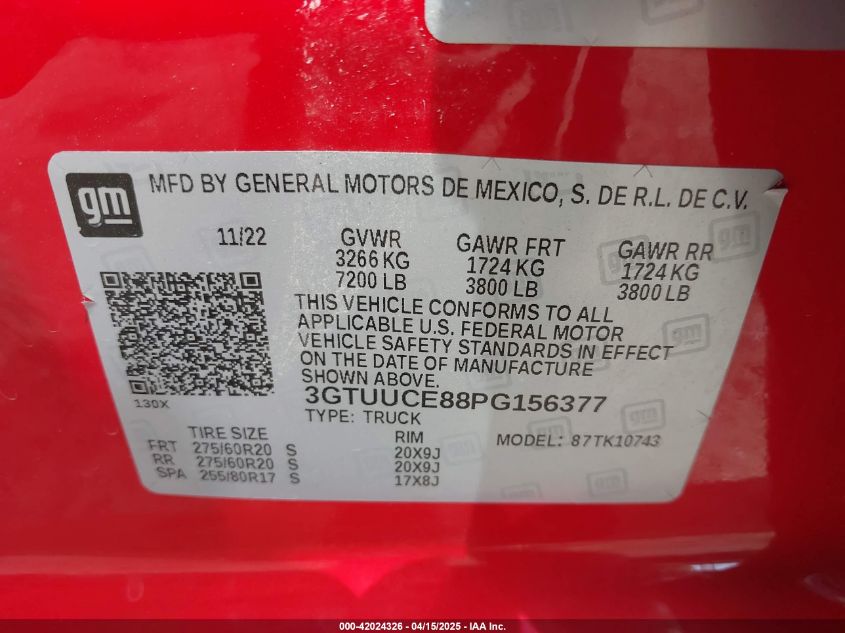 gm
MFD BY GENERAL MOTORS DE MEXICO, S. DE R.L. DE C.V.
11/22 GVWR GAWR FRT GAWR RR
3266 KG 1724 KG 1724 KG
7200 LB 3800 LB 3800 LB
THIS VEHICLE CONFORMS TO ALL
APPLICABLE U.S. FEDERAL MOTOR
VEHICLE SAFETY STANDARDS IN EFFECT
ON THE DATE OF MANUFACTURE
SHOWN ABOVE.
130X
3GTUUCE88PG156377
TYPE: TRUCK
TIRE SIZE RIM MODEL: 87TK10743
FRT 275/60R20 S 20X9J
RR 275/60R20 S 20X9J
SPA 255/80R17 S 17X8J
000-42024326 - 04/15/2025 - IAA Inc.